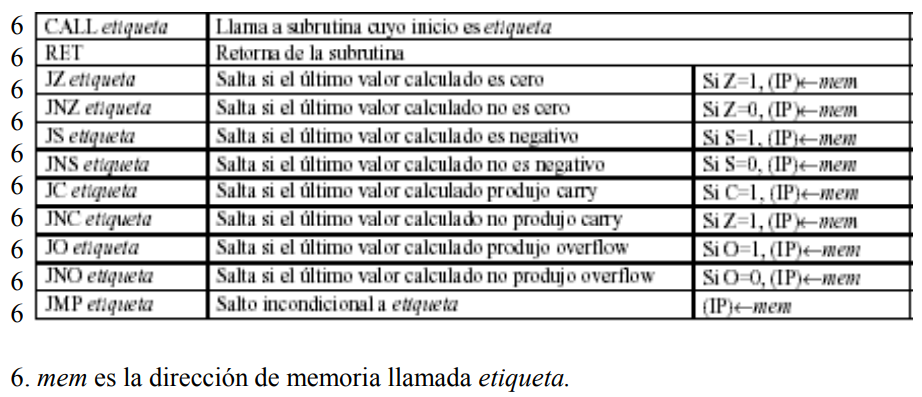 6 CALL etiqueta Llama a subrutina cuyo inicio es etiqueta
6 RET Retorna de la subrutina
6 JZ etiqueta Salta si el último valor calculado es cero Si Z=1, (IP)←mem
6 JNZ etiqueta Salta si el último valor calculado no es cero Si Z=0, (IP)←mem
6 JS etiqueta Salta si el último valor calculado es negativo Si S=1, (IP)←mem
6 JNS etiqueta Salta si el último valor calculado no es negativo Si S=0, (IP)←mem
6 JC etiqueta Salta si el último valor calculado produjo carry Si C=1, (IP)←mem
6 JNC etiqueta Salta si el último valor calculado no produjo carry Si Z=1, (IP)←mem
6 JO etiqueta Salta si el último valor calculado produjo overflow Si O=1, (IP)←mem
6 JNO etiqueta Salta si el último valor calculado no produjo overflow Si O=0, (IP)←mem
6 JMP etiqueta Salto incondicional a etiqueta (IP)←mem
6. mem es la dirección de memoria llamada etiqueta.